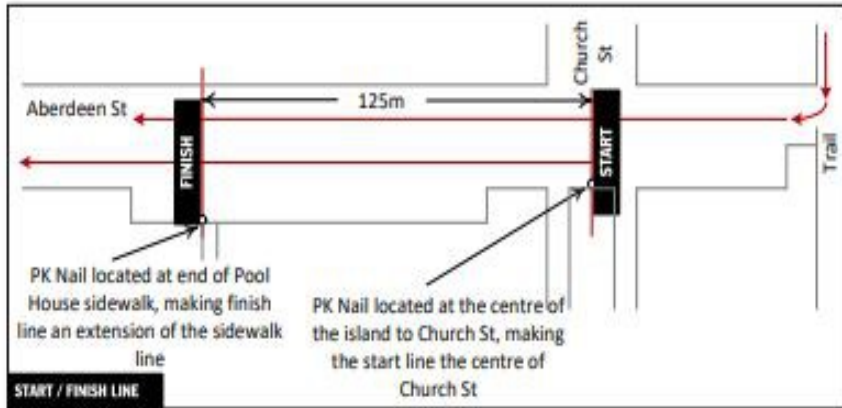 Church
St
125m
Aberdeen St
FINISH
START
Trail
PK Nail located at end of Pool
House sidewalk, making finish
line an extension of the sidewalk
line
PK Nail located at the centre of
the island to Church St, making
the start line the centre of
Church St
START / FINISH LINE